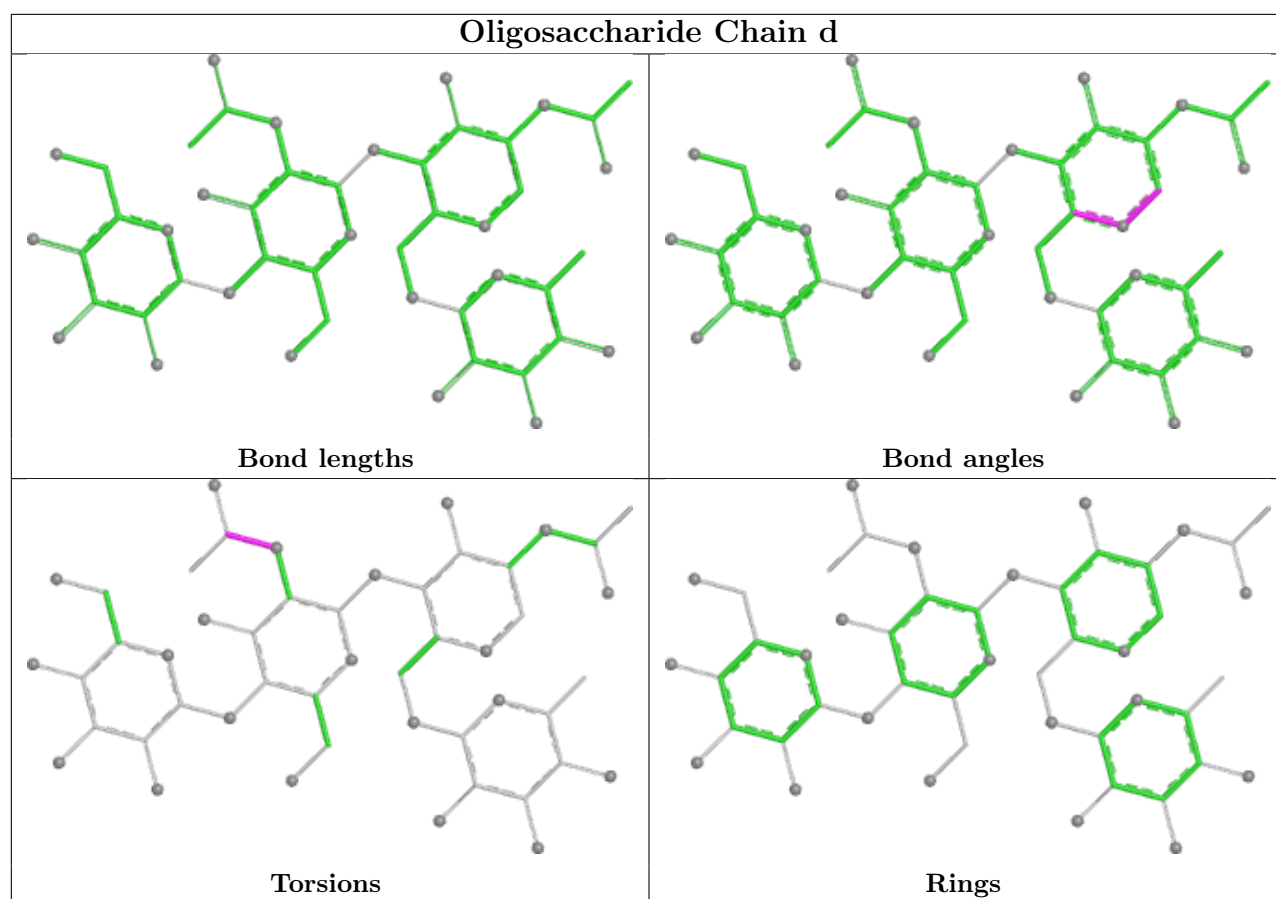 Oligosaccharide Chain d
Bond lengths
Bond angles
Torsions
Rings